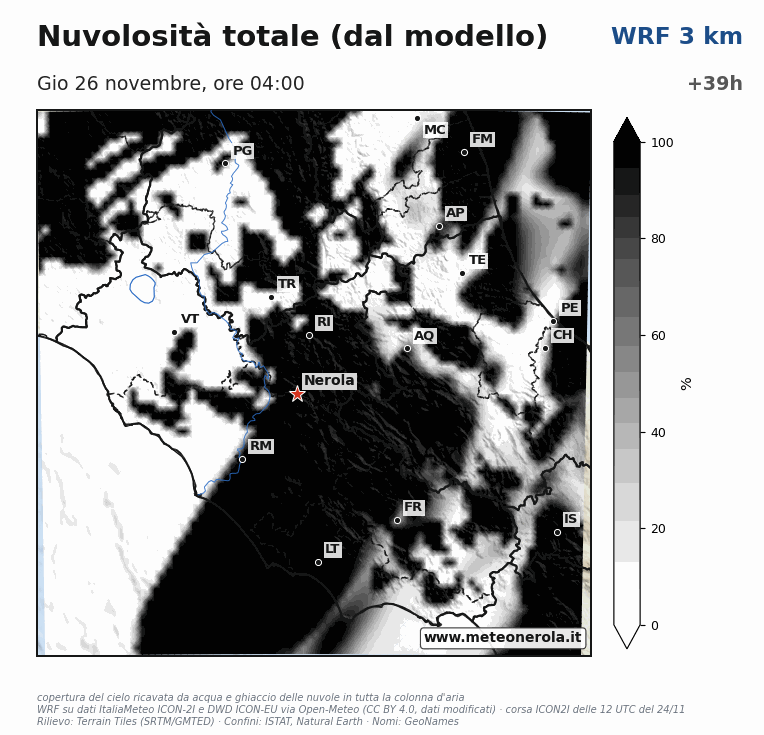 Nuvolosità totale (dal modello)
WRF 3 km
Gio 26 novembre, ore 04:00
+39h
MC
FM
PG
AP
TE
TR
PE
VT
RI
AQ
CH
Nerola
RM
FR
IS
LT
www.meteonerola.it
100
80
60
40
20
0
%
copertura del cielo ricavata da acqua e ghiaccio delle nuvole in tutta la colonna d'aria
WRF su dati ItaliaMeteo ICON-2I e DWD ICON-EU via Open-Meteo (CC BY 4.0, dati modificati) · corsa ICON2I delle 12 UTC del 24/11
Rilievo: Terrain Tiles (SRTM/GMTED) · Confini: ISTAT, Natural Earth · Nomi: GeoNames